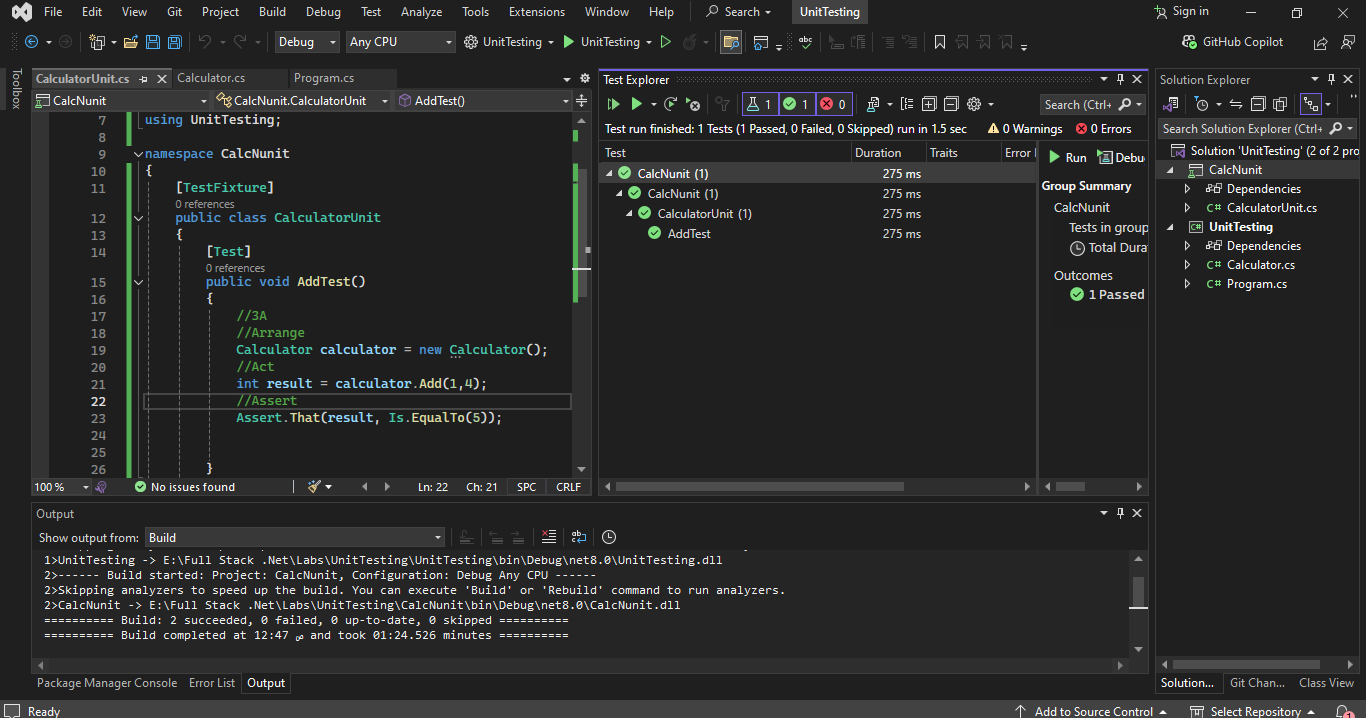 File Edit View Git Project Build Debug Test Analyze Tools Extensions Window Help Search UnitTesting Sign in
Debug Any CPU UnitTesting UnitTesting GitHub Copilot
Toolbox
CalculatorUnit.cs Calculator.cs Program.cs
CalcNunit CalcNunit.CalculatorUnit AddTest()
7 using UnitTesting;
8
9 namespace CalcNunit
10 {
11 [TestFixture]
0 references
12 public class CalculatorUnit
13 {
14 [Test]
0 references
15 public void AddTest()
16 {
17 //3A
18 //Arrange
19 Calculator calculator = new Calculator();
20 //Act
21 int result = calculator.Add(1,4);
22 //Assert
23 Assert.That(result, Is.EqualTo(5));
24
25
26 }
100 % No issues found Ln: 22 Ch: 21 SPC CRLF
Test Explorer
1 1 0 Search (Ctrl+
Test run finished: 1 Tests (1 Passed, 0 Failed, 0 Skipped) run in 1.5 sec 0 Warnings 0 Errors
Test Duration Traits Error
CalcNunit (1) 275 ms
CalcNunit (1) 275 ms
CalculatorUnit (1) 275 ms
AddTest 275 ms
Run Debu
Group Summary
CalcNunit
Tests in group
Total Dura
Outcomes
1 Passed
Solution Explorer
Search Solution Explorer (Ctrl+
Solution 'UnitTesting' (2 of 2 pro
CalcNunit
Dependencies
C# CalculatorUnit.cs
C# UnitTesting
Dependencies
C# Calculator.cs
C# Program.cs
Output
Show output from: Build
1>UnitTesting -> E:\Full Stack .Net\Labs\UnitTesting\UnitTesting\bin\Debug\net8.0\UnitTesting.dll
2>------ Build started: Project: CalcNunit, Configuration: Debug Any CPU ------
2>Skipping analyzers to speed up the build. You can execute 'Build' or 'Rebuild' command to run analyzers.
2>CalcNunit -> E:\Full Stack .Net\Labs\UnitTesting\CalcNunit\bin\Debug\net8.0\CalcNunit.dll
========== Build: 2 succeeded, 0 failed, 0 up-to-date, 0 skipped ==========
========== Build completed at 12:47 ص and took 01:24.526 minutes ==========
Package Manager Console Error List Output
Solution... Git Chan... Class View
Ready Add to Source Control Select Repository 1